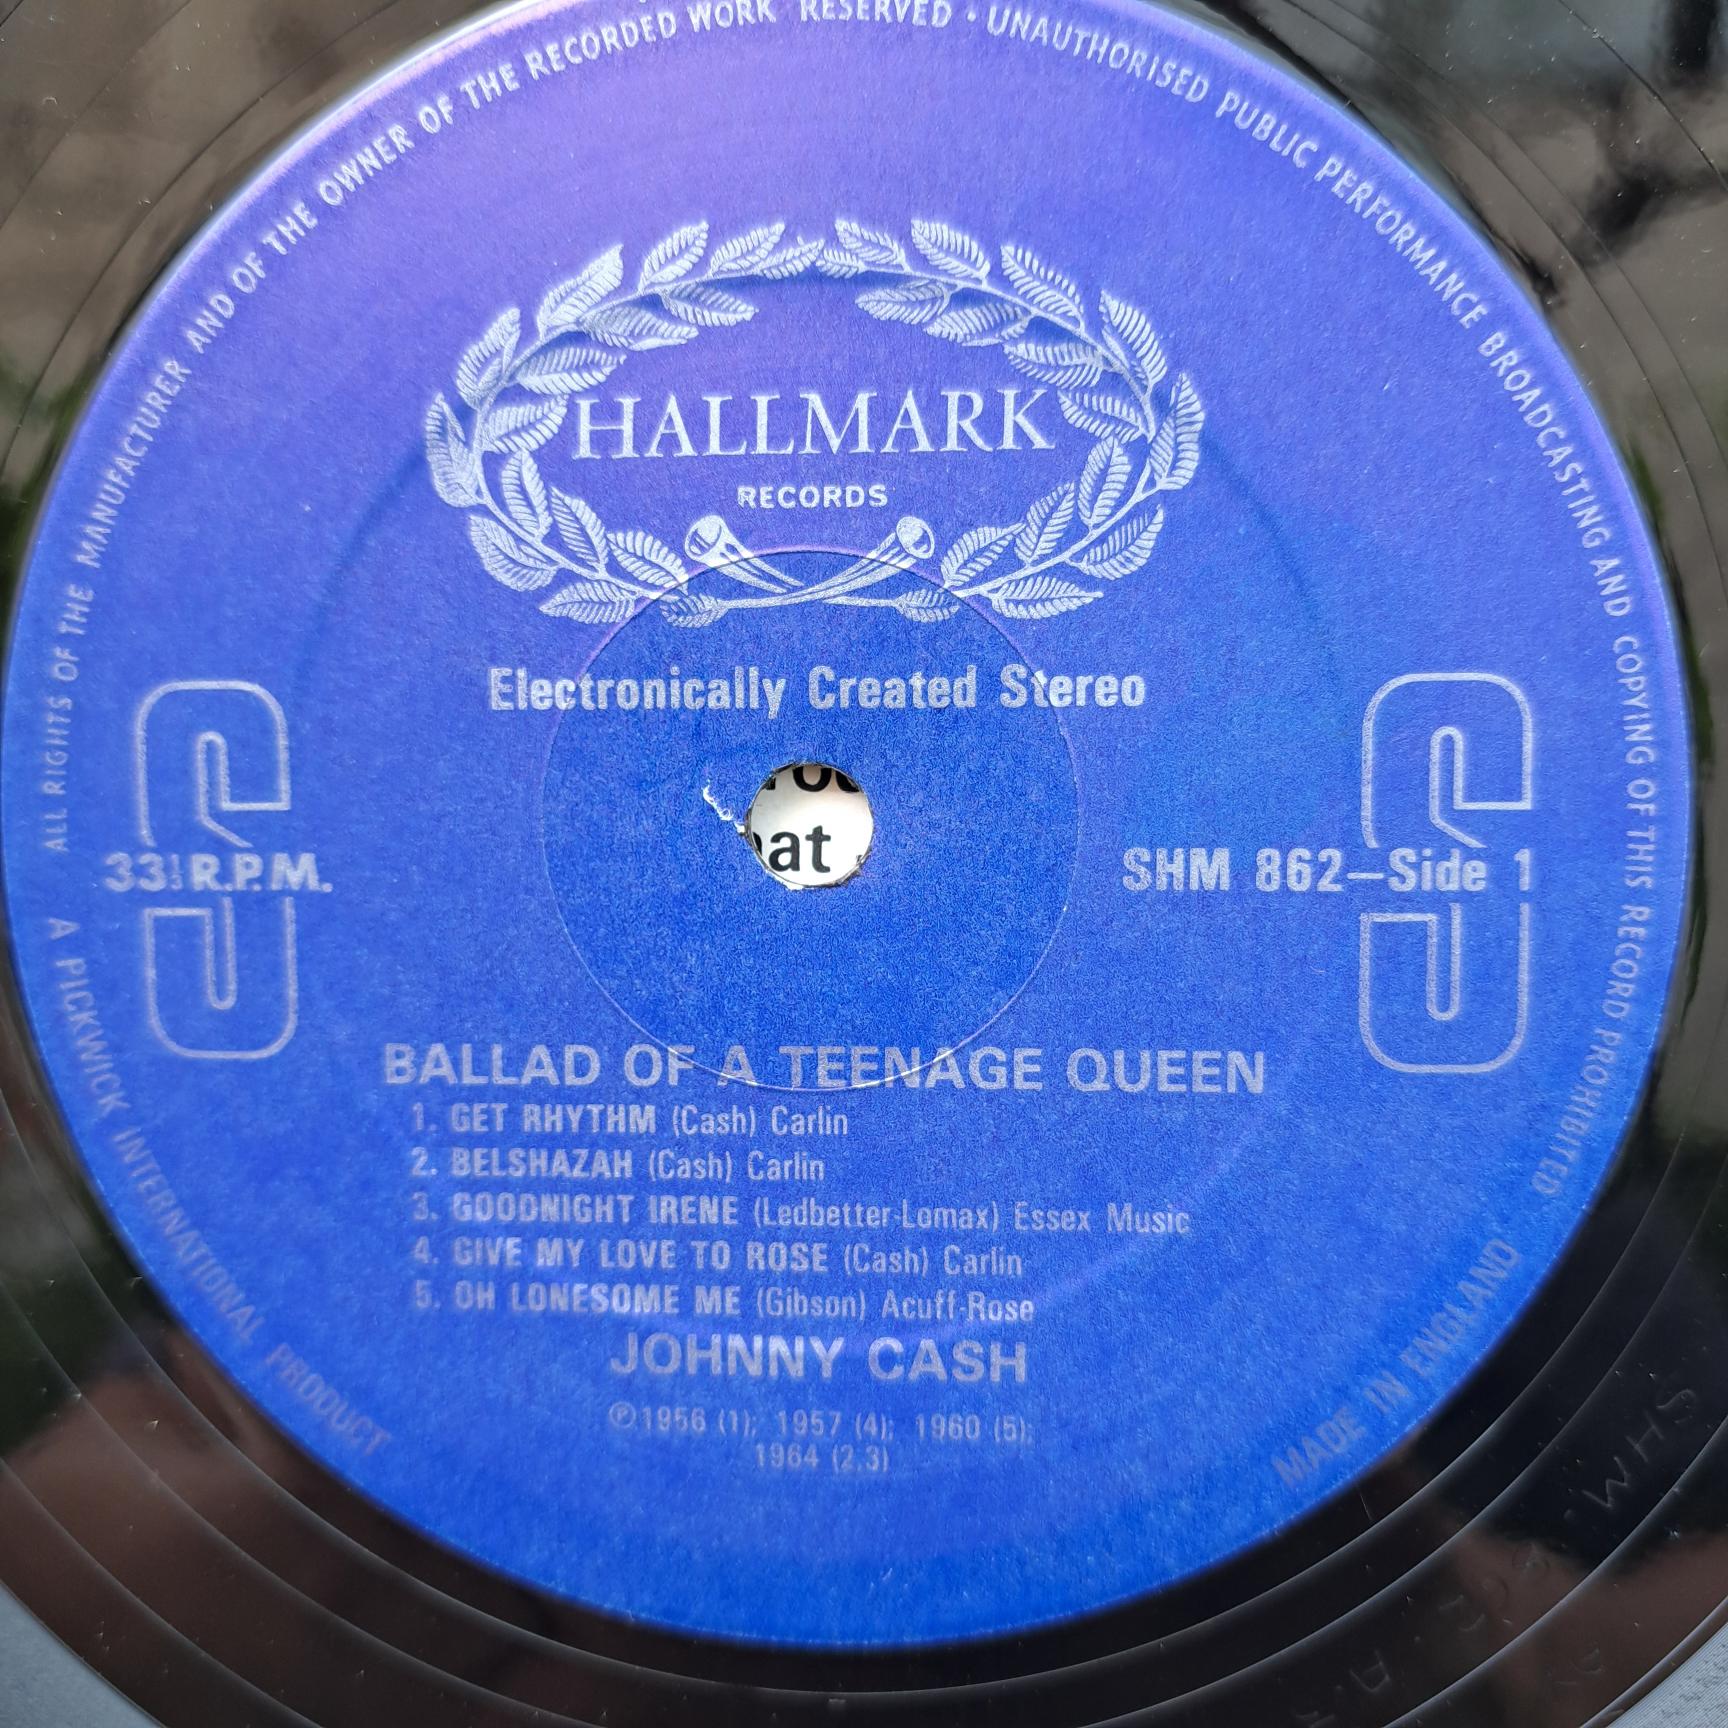 ALL RIGHTS OF THE MANUFACTURER AND OF THE OWNER OF THE RECORDED WORK RESERVED • UNAUTHORISED PUBLIC PERFORMANCE BROADCASTING AND COPYING OF THIS RECORD PROHIBITED
HALLMARK
RECORDS
Electronically Created Stereo
at
33⅓ R.P.M.
SHM 862–Side 1
S
S
BALLAD OF A TEENAGE QUEEN
1. GET RHYTHM (Cash) Carlin
2. BELSHAZAH (Cash) Carlin
3. GOODNIGHT IRENE (Ledbetter-Lomax) Essex Music
4. GIVE MY LOVE TO ROSE (Cash) Carlin
5. OH LONESOME ME (Gibson) Acuff-Rose
JOHNNY CASH
℗1956 (1); 1957 (4); 1960 (5);
1964 (2,3)
A PICKWICK INTERNATIONAL PRODUCT
MADE IN ENGLAND
SHM